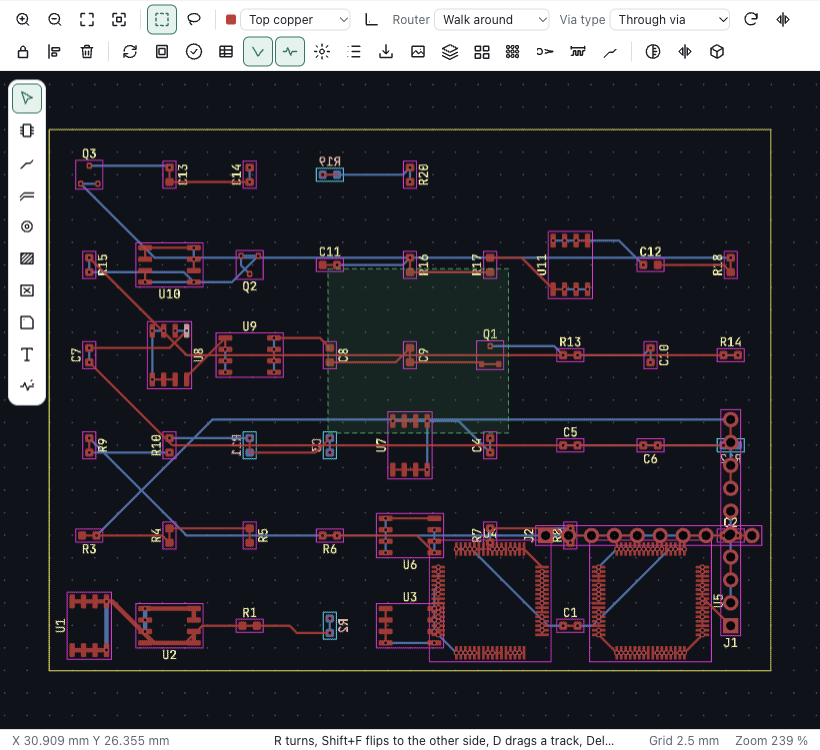 Top copper Router Walk around Via type Through via
Q3 C13 C14 R19 R20
R15 U10 Q2 C11 R16 R17 U11 C12 R18
C7 U8 U9 C8 C9 Q1 R13 C10 R14
R9 R10 U7 C4 C5 C6
R3 R4 R5 R6 U6 R7 J2
U1 U2 R1 R2 U3 C1 U5 J1
T
X 30.909 mm Y 26.355 mm R turns, Shift+F flips to the other side, D drags a track, Del... Grid 2.5 mm Zoom 239 %